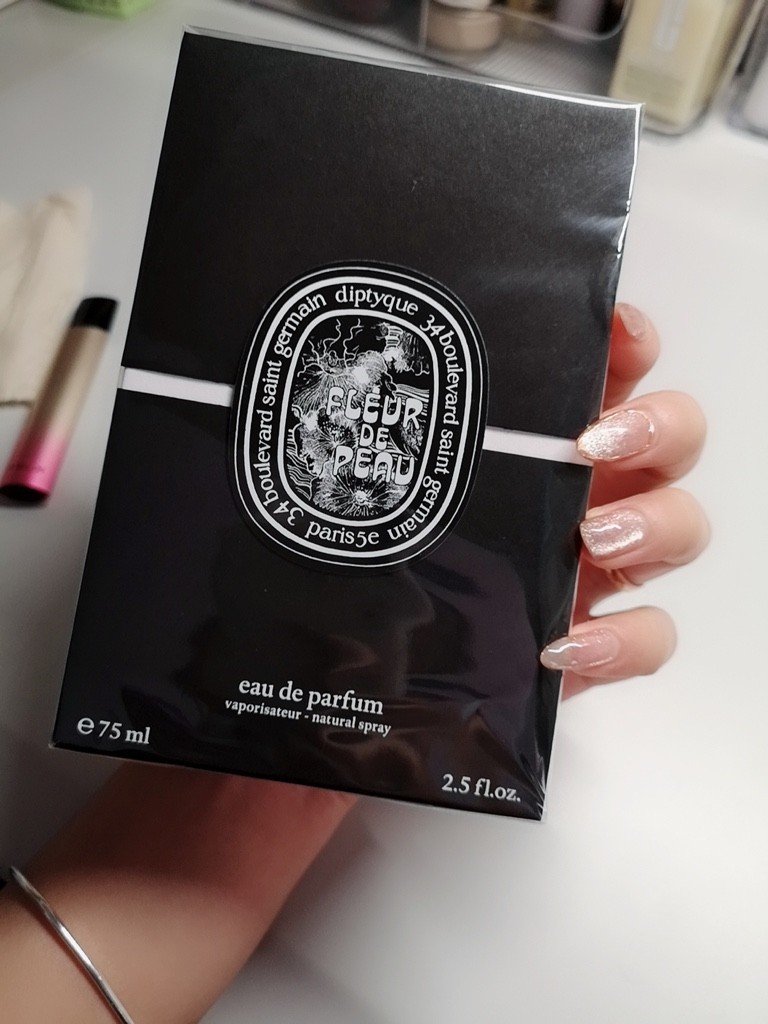 diptyque 34 boulevard saint germain paris5e 34 boulevard saint germain
FLEUR
DE
PEAU
eau de parfum
vaporisateur - natural spray
e 75 ml
2.5 fl.oz.